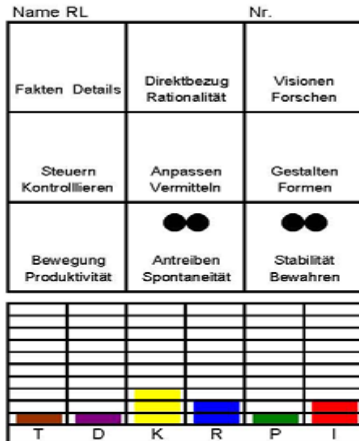 Name RL Nr.
Fakten Details
Direktbezug
Rationalität
Visionen
Forschen
Steuern
Kontrolllieren
Anpassen
Vermitteln
Gestalten
Formen
Bewegung
Produktivität
Antreiben
Spontaneität
Stabilität
Bewahren
T D K R P I